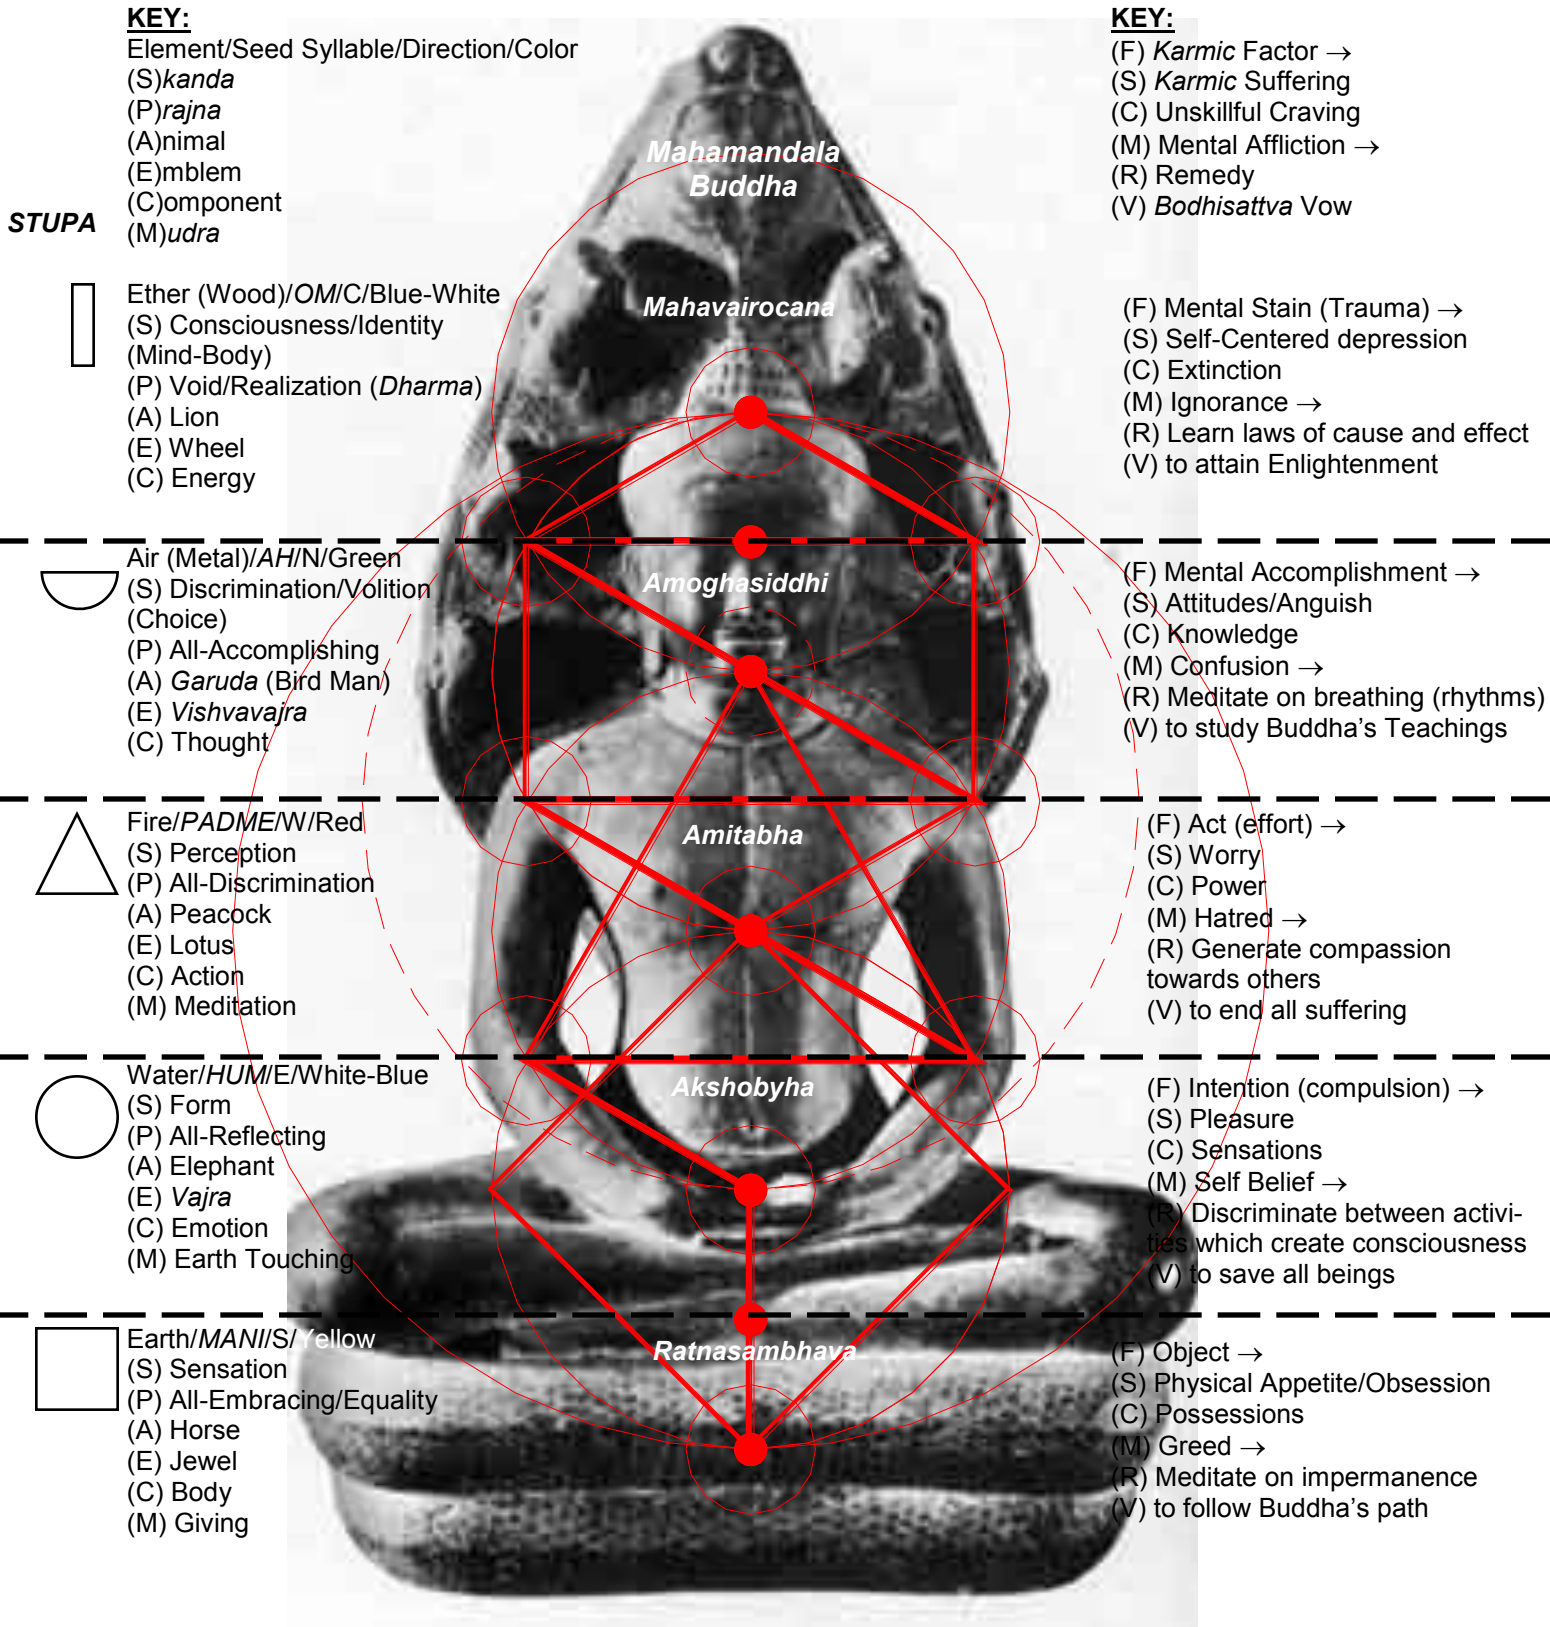 KEY:
Element/Seed Syllable/Direction/Color
(S)kanda
(P)rajna
(A)nimal
(E)mblem
(C)omponent
(M)udra
STUPA
KEY:
(F) Karmic Factor →
(S) Karmic Suffering
(C) Unskillful Craving
(M) Mental Affliction →
(R) Remedy
(V) Bodhisattva Vow
Mahamandala
Buddha
Ether (Wood)/OM/C/Blue-White
(S) Consciousness/Identity
(Mind-Body)
(P) Void/Realization (Dharma)
(A) Lion
(E) Wheel
(C) Energy
Mahavairocana
(F) Mental Stain (Trauma) →
(S) Self-Centered depression
(C) Extinction
(M) Ignorance →
(R) Learn laws of cause and effect
(V) to attain Enlightenment
Air (Metal)/AH/N/Green
(S) Discrimination/Volition
(Choice)
(P) All-Accomplishing
(A) Garuda (Bird Man)
(E) Vishvavajra
(C) Thought
Amoghasiddhi
(F) Mental Accomplishment →
(S) Attitudes/Anguish
(C) Knowledge
(M) Confusion →
(R) Meditate on breathing (rhythms)
(V) to study Buddha's Teachings
Fire/PADME/W/Red
(S) Perception
(P) All-Discrimination
(A) Peacock
(E) Lotus
(C) Action
(M) Meditation
Amitabha
(F) Act (effort) →
(S) Worry
(C) Power
(M) Hatred →
(R) Generate compassion
towards others
(V) to end all suffering
Water/HUM/E/White-Blue
(S) Form
(P) All-Reflecting
(A) Elephant
(E) Vajra
(C) Emotion
(M) Earth Touching
Akshobyha
(F) Intention (compulsion) →
(S) Pleasure
(C) Sensations
(M) Self Belief →
(R) Discriminate between activi-
ties which create consciousness
(V) to save all beings
Earth/MANI/S/Yellow
(S) Sensation
(P) All-Embracing/Equality
(A) Horse
(E) Jewel
(C) Body
(M) Giving
Ratnasambhava
(F) Object →
(S) Physical Appetite/Obsession
(C) Possessions
(M) Greed →
(R) Meditate on impermanence
(V) to follow Buddha's path